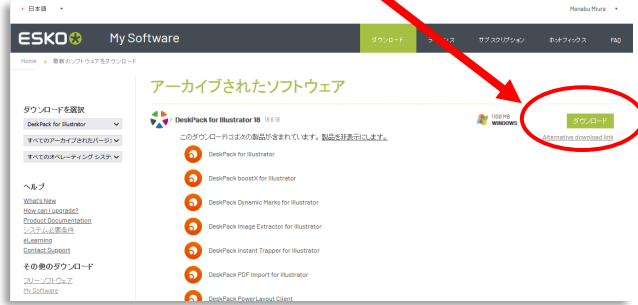 日本語
Manabu Miura
ESKO My Software
ダウンロード サブスクリプション ホットフィックス FAQ
Home 最新のソフトウェアをダウンロード
アーカイブされたソフトウェア
ダウンロードを選択
DeskPack for Illustrator
すべてのアーカイブされたバージョ
すべてのオペレーティング システ
ヘルプ
What's New
How can I upgrade?
Product Documentation
システム必要条件
eLearning
Contact Support
その他のダウンロード
フリーソフトウェア
My Software
DeskPack for Illustrator 18 18.6.18
1100 MB
WINDOWS
ダウンロード
Alternative download link
このダウンロードには次の製品が含まれています。 製品を非表示にします。
DeskPack for Illustrator
DeskPack boostX for Illustrator
DeskPack Dynamic Marks for Illustrator
DeskPack Image Extractor for Illustrator
DeskPack Instant Trapper for Illustrator
DeskPack PDF Import for Illustrator
DeskPack PowerLayout Client